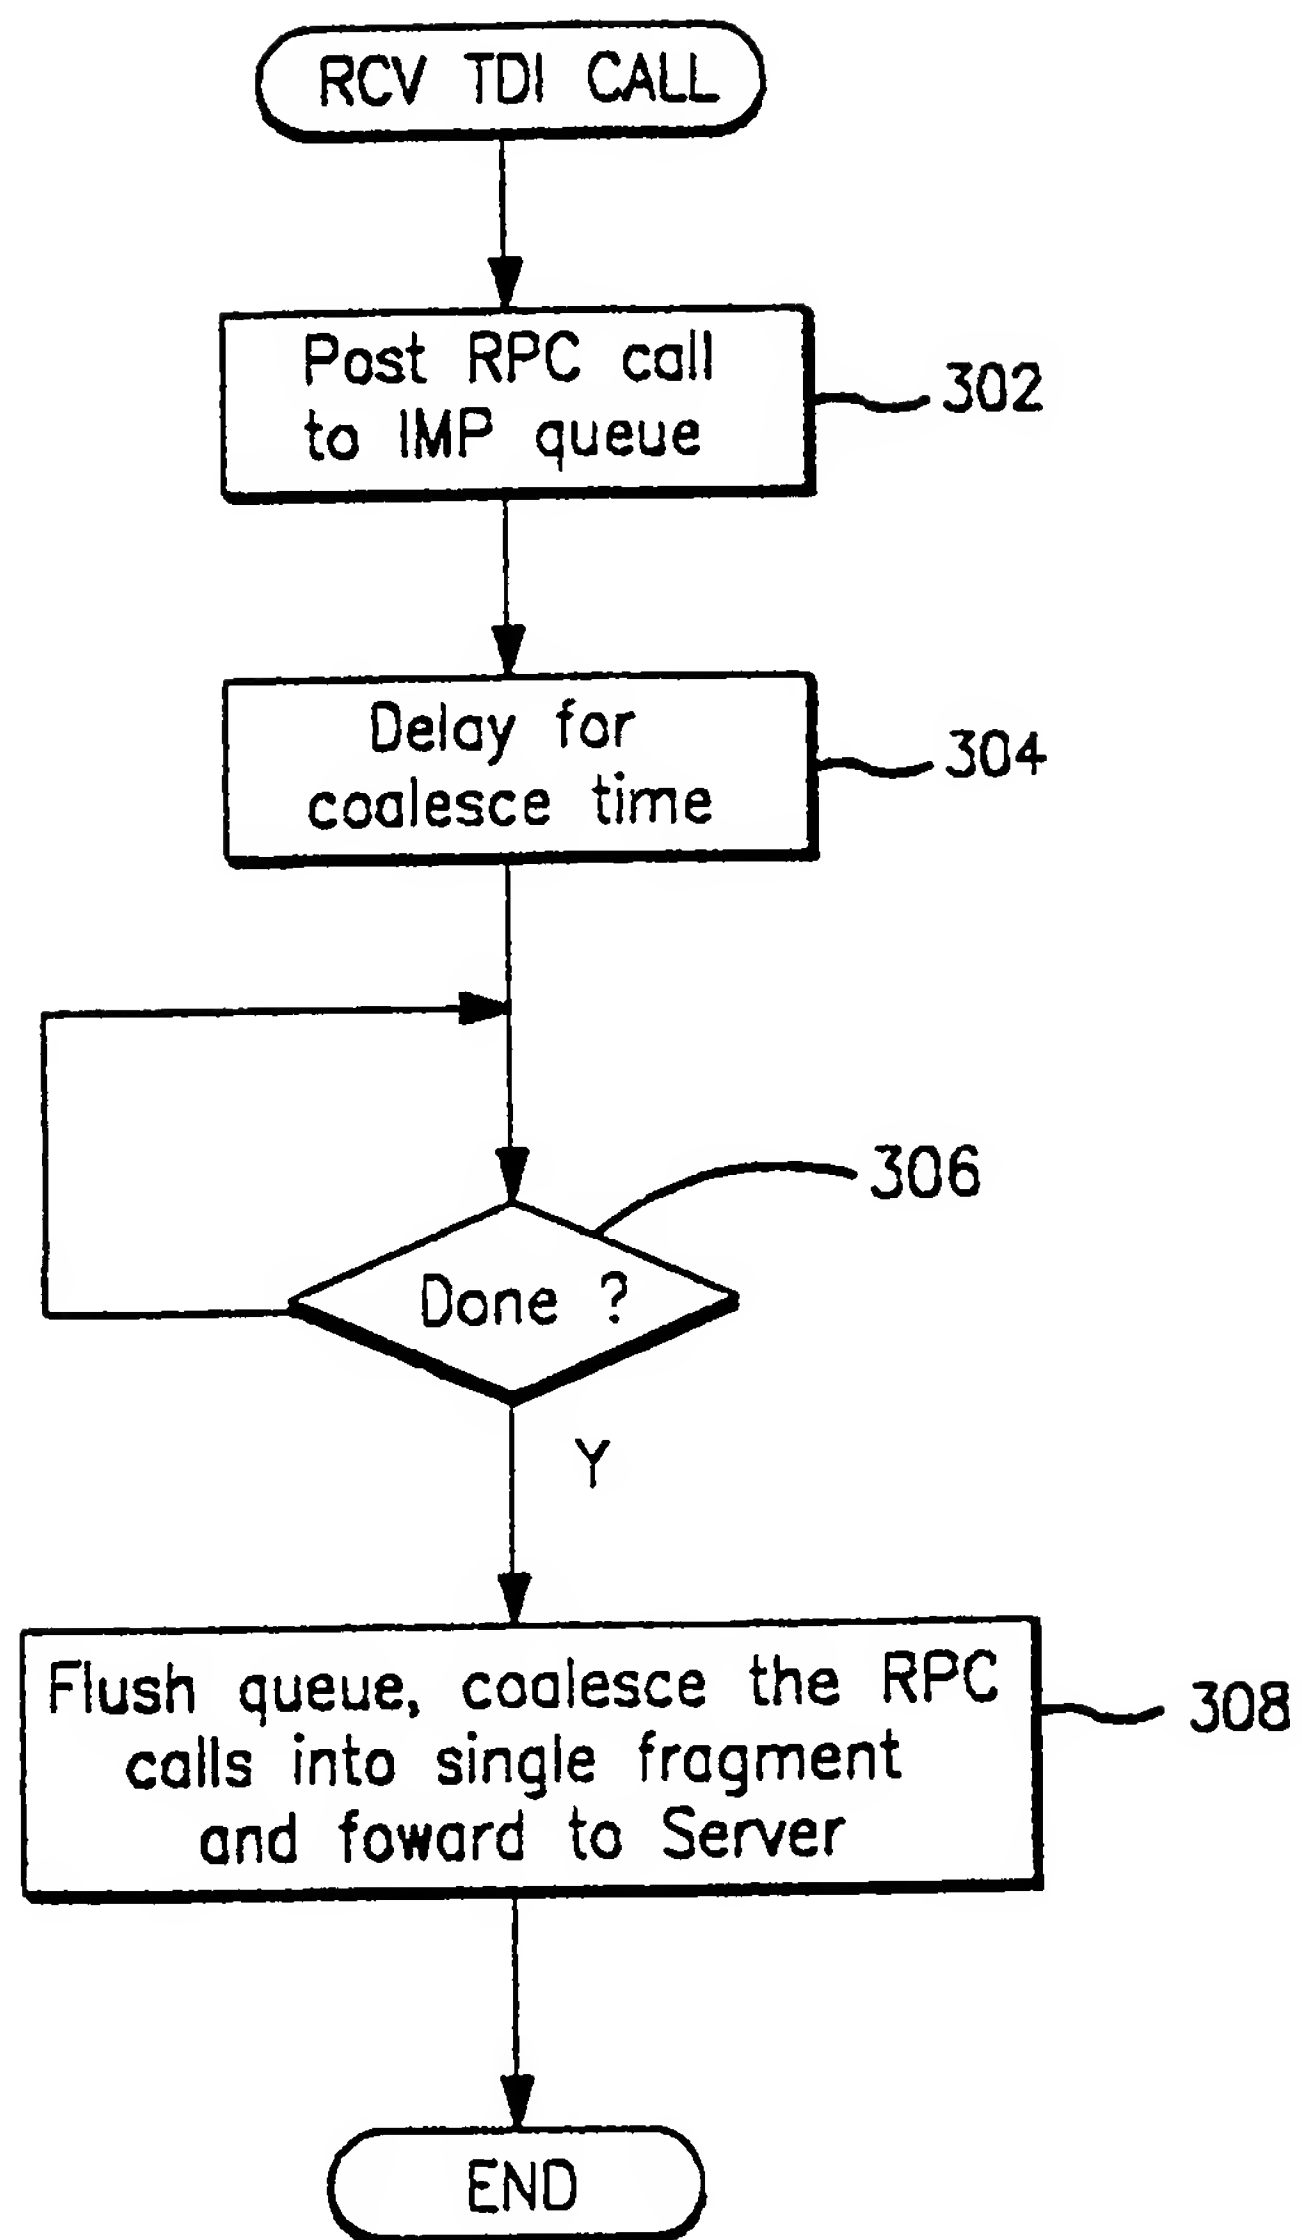 RCV TDI CALL
Post RPC call
to IMP queue
302
Delay for
coalesce time
304
306
Done ?
Y
Flush queue, coalesce the RPC
calls into single fragment
and foward to Server
308
END